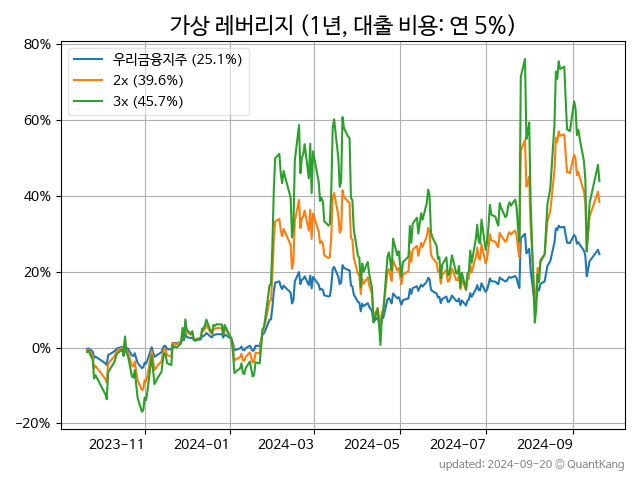 가상 레버리지 (1년, 대출 비용: 연 5%)
80%
60%
40%
20%
0%
−20%
우리금융지주 (25.1%)
2x (39.6%)
3x (45.7%)
2023-11
2024-01
2024-03
2024-05
2024-07
2024-09
updated: 2024-09-20 © QuantKang